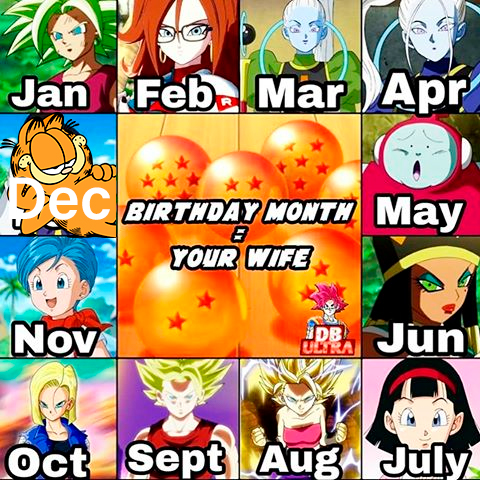 Jan
Feb
Mar
Apr
Dec
BIRTHDAY MONTH
=
YOUR WIFE
May
DB
ULTRA
Nov
Jun
Oct
Sept
Aug
July